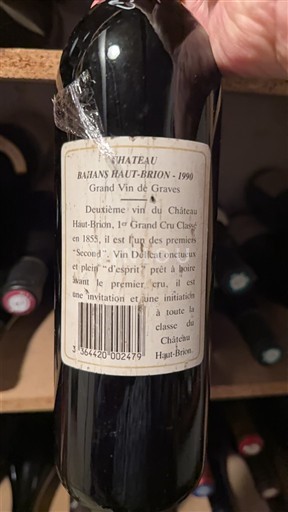 CHATEAU
BAHANS HAUT-BRION - 1990
Grand Vin de Graves
Deuxième vin du Château
Haut-Brion, 1er Grand Cru Classé
en 1855, il est l'un des premiers
"Second". Vin Délicat onctueux
et plein "d'esprit" prêt à boire
avant le premier cru, il est
une invitation et une initiation
à toute la
classe du
Château
Haut-Brion.
3 364420 002479